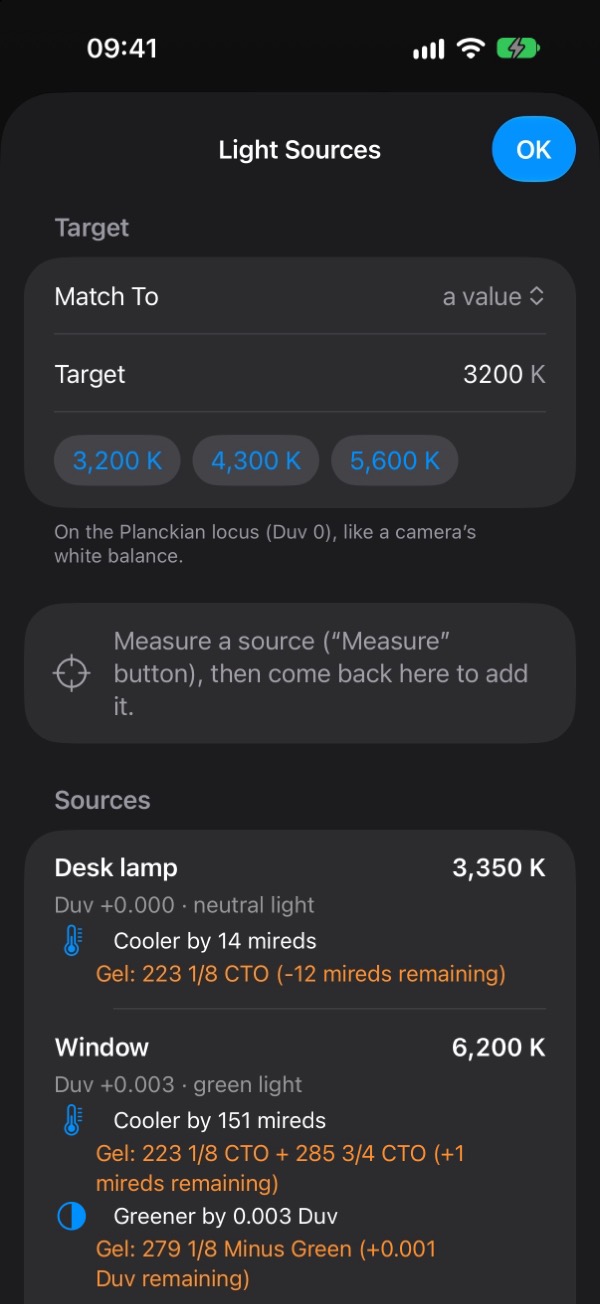 09:41
Light Sources
OK
Target
Match To
a value
Target
3200 K
3,200 K
4,300 K
5,600 K
On the Planckian locus (Duv 0), like a camera’s
white balance.
Measure a source (“Measure”
button), then come back here to add
it.
Sources
Desk lamp
3,350 K
Duv +0.000 · neutral light
Cooler by 14 mireds
Gel: 223 1/8 CTO (-12 mireds remaining)
Window
6,200 K
Duv +0.003 · green light
Cooler by 151 mireds
Gel: 223 1/8 CTO + 285 3/4 CTO (+1
mireds remaining)
Greener by 0.003 Duv
Gel: 279 1/8 Minus Green (+0.001
Duv remaining)